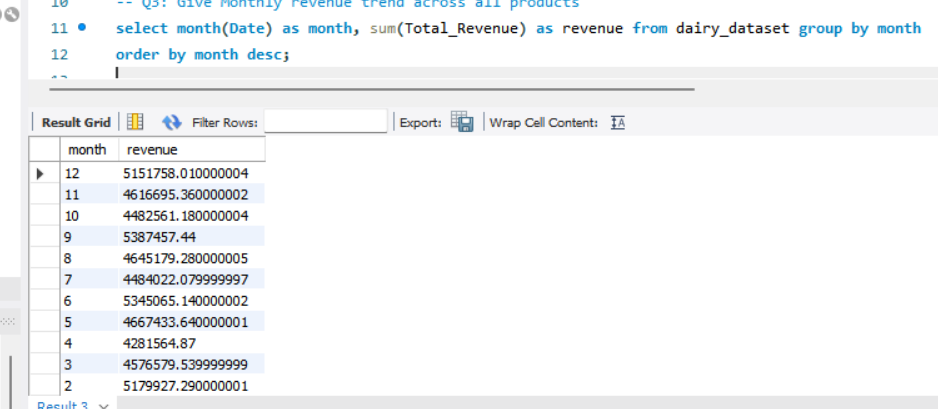 10 -- Q3: Give Monthly revenue trend across all products
11 select month(Date) as month, sum(Total_Revenue) as revenue from dairy_dataset group by month
12 order by month desc;
Result Grid Filter Rows: Export: Wrap Cell Content:
month revenue
12 5151758.010000004
11 4616695.360000002
10 4482561.180000004
9 5387457.44
8 4645179.280000005
7 4484022.079999997
6 5345065.140000002
5 4667433.640000001
4 4281564.87
3 4576579.539999999
2 5179927.290000001
Result 3